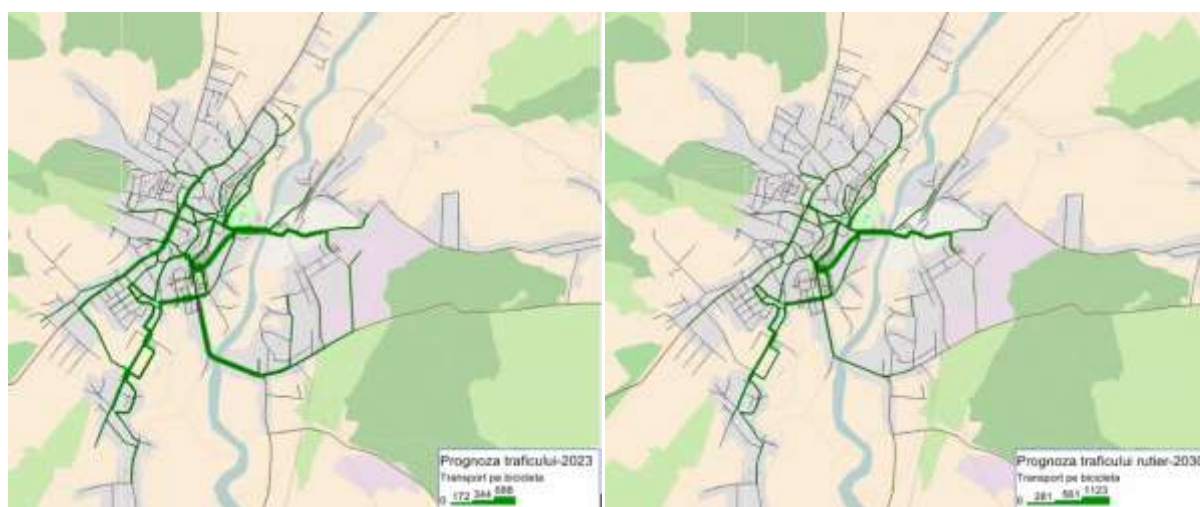 Prognoza traficului-2023
Transport pe bicicleta
0 172 344 688
Prognoza traficului rutier-2030
Transport pe bicicleta
0 281 561 1123